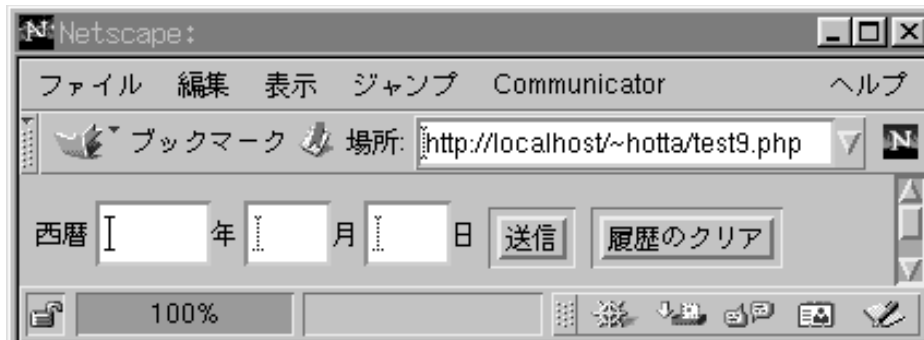 Netscape:
ファイル 編集 表示 ジャンプ Communicator ヘルプ
ブックマーク 場所: http://localhost/~hotta/test9.php N
西暦 年 月 日 送信 履歴のクリア
100%